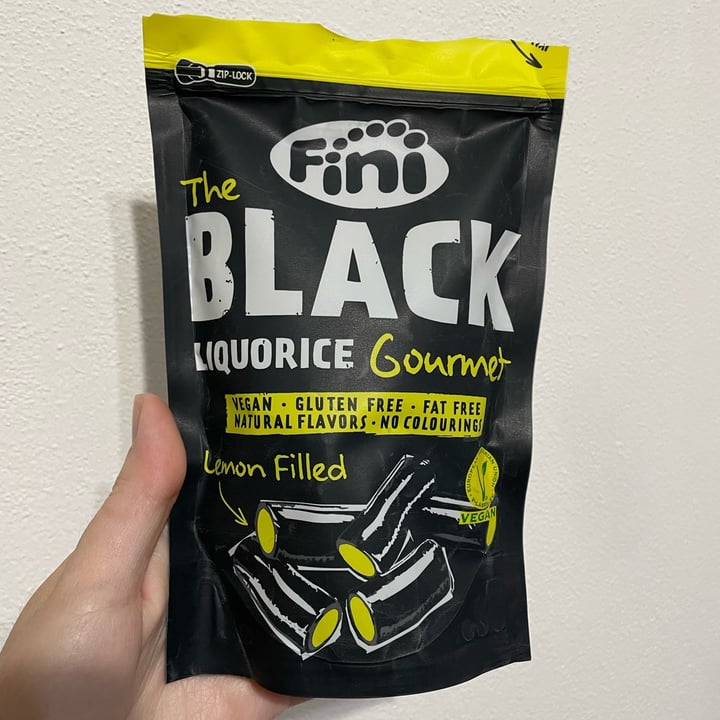 ZIP-LOCK
Fini
The
BLACK
LIQUORICE Gourmet
VEGAN · GLUTEN FREE · FAT FREE
NATURAL FLAVORS · NO COLOURINGS
Lemon Filled
VEGAN